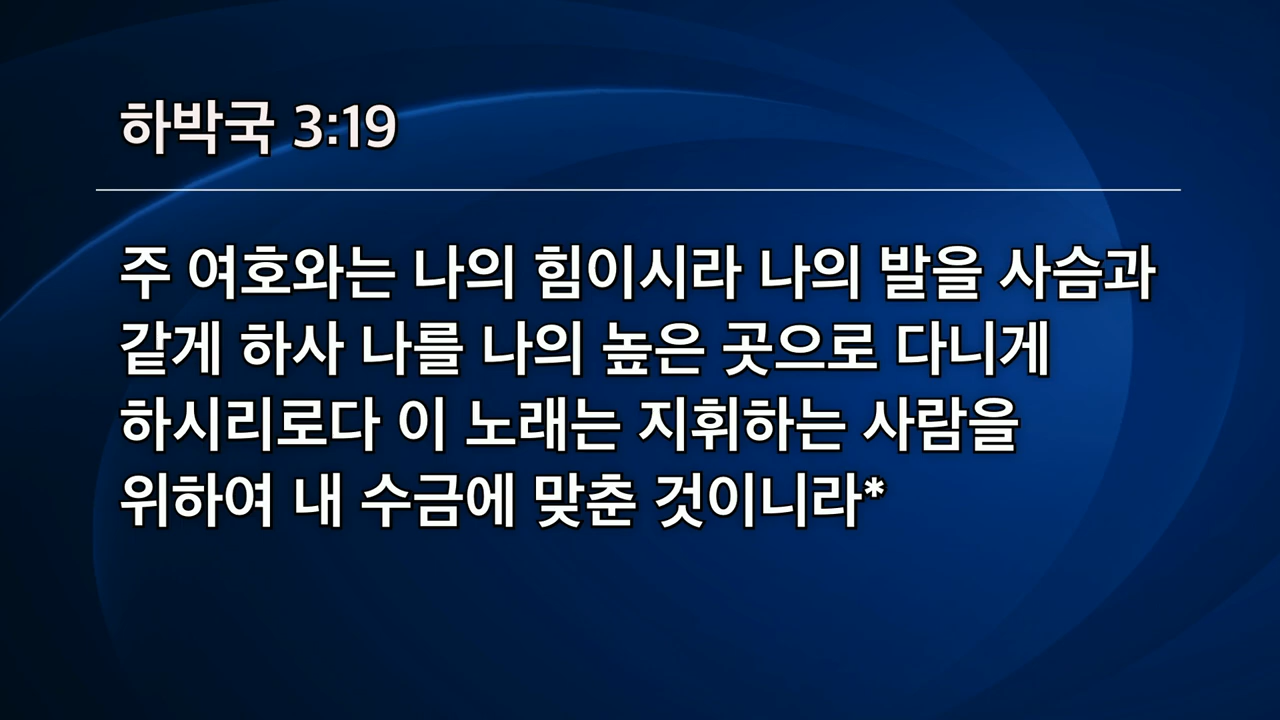 하박국 3:19
주 여호와는 나의 힘이시라 나의 발을 사슴과
같게 하사 나를 나의 높은 곳으로 다니게
하시리로다 이 노래는 지휘하는 사람을
위하여 내 수금에 맞춘 것이니라*